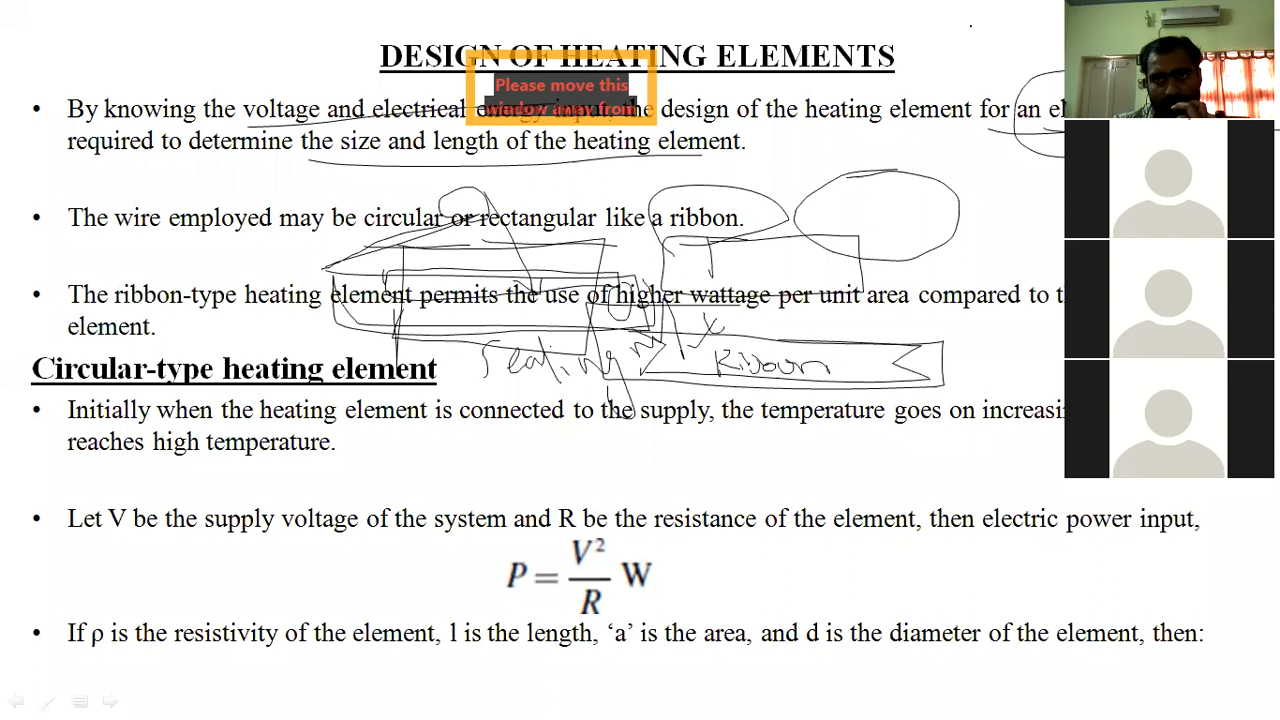 DESIGN OF HEATING ELEMENTS
Please move this
window away from
• By knowing the voltage and electrical energy input, the design of the heating element for an
required to determine the size and length of the heating element.
• The wire employed may be circular or rectangular like a ribbon.
• The ribbon-type heating element permits the use of higher wattage per unit area compared to
element.
Ribbon
Circular-type heating element
• Initially when the heating element is connected to the supply, the temperature goes on
reaches high temperature.
• Let V be the supply voltage of the system and R be the resistance of the element, then electric power input,
P = V²/R W
• If ρ is the resistivity of the element, l is the length, ‘a’ is the area, and d is the diameter of the element, then: